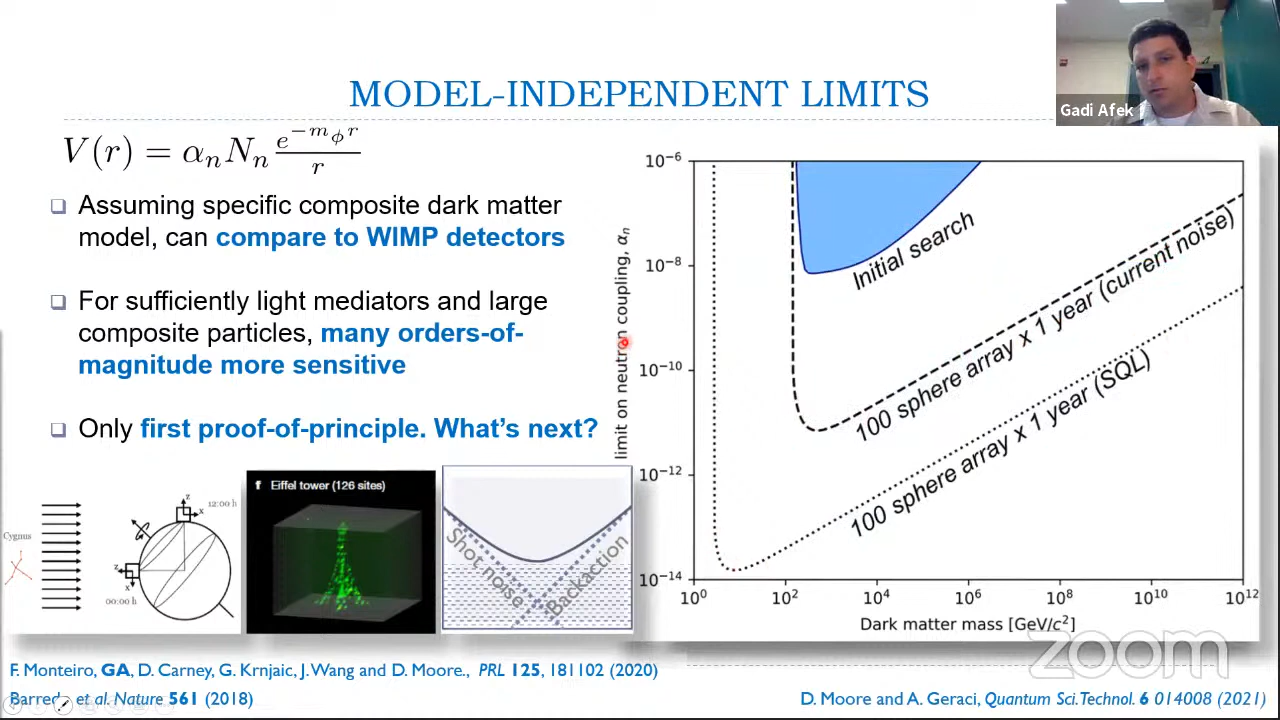 Gadi Afek
MODEL-INDEPENDENT LIMITS
V(r) = αₙNₙ e^(−m_ϕ r)/r
Assuming specific composite dark matter
model, can compare to WIMP detectors
For sufficiently light mediators and large
composite particles, many orders-of-
magnitude more sensitive
Only first proof-of-principle. What's next?
limit on neutron coupling, αₙ
10⁻⁶
10⁻⁸
10⁻¹⁰
10⁻¹²
10⁻¹⁴
Initial search
100 sphere array x 1 year (current noise)
100 sphere array x 1 year (SQL)
10⁰ 10² 10⁴ 10⁶ 10⁸ 10¹⁰ 10¹²
Dark matter mass [GeV/c²]
Cygnus
z
x
12:00 h
z
x
00:00 h
f Eiffel tower (126 sites)
Shot noise
Backaction
zoom
F. Monteiro, GA, D. Carney, G. Krnjaic, J. Wang and D. Moore., PRL 125, 181102 (2020)
et al. Nature 561 (2018)
D. Moore and A. Geraci, Quantum Sci. Technol. 6 014008 (2021)